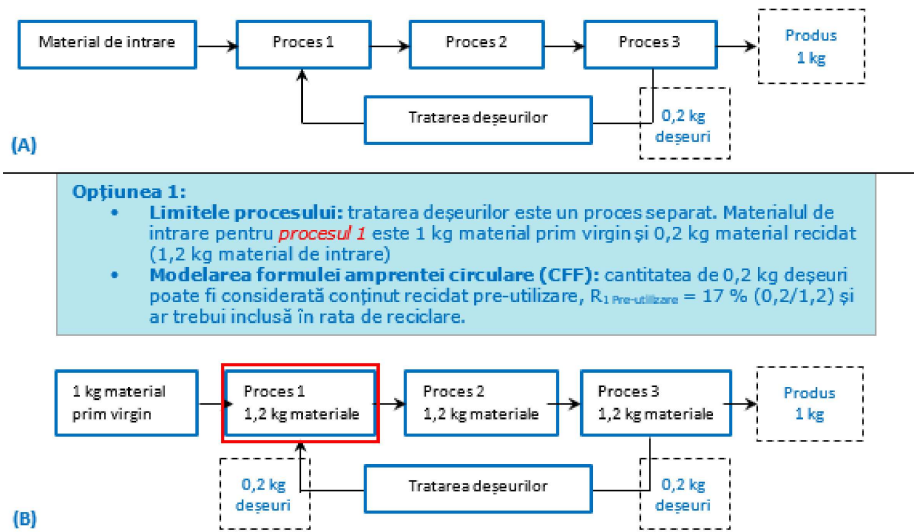 Material de intrare
Proces 1
Proces 2
Proces 3
Produs
1 kg
Tratarea deșeurilor
0,2 kg
deșeuri
(A)
Opțiunea 1:
• Limitele procesului: tratarea deșeurilor este un proces separat. Materialul de
intrare pentru procesul 1 este 1 kg material prim virgin și 0,2 kg material reciclat
(1,2 kg material de intrare)
• Modelarea formulei amprentei circulare (CFF): cantitatea de 0,2 kg deșeuri
poate fi considerată conținut reciclat pre-utilizare, R1 Pre-utilizare = 17 % (0,2/1,2) și
ar trebui inclusă în rata de reciclare.
1 kg material
prim virgin
Proces 1
1,2 kg materiale
Proces 2
1,2 kg materiale
Proces 3
1,2 kg materiale
Produs
1 kg
0,2 kg
deșeuri
Tratarea deșeurilor
0,2 kg
deșeuri
(B)